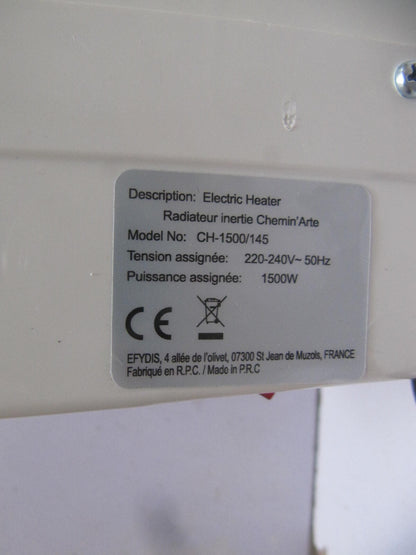 Description: Electric Heater
Radiateur inertie Chemin'Arte
Model No: CH-1500/145
Tension assignée: 220-240V~ 50Hz
Puissance assignée: 1500W
CE
EFYDIS, 4 allée de l'olivet, 07300 St Jean de Muzols, FRANCE
Fabriqué en R.P.C. / Made in P.R.C